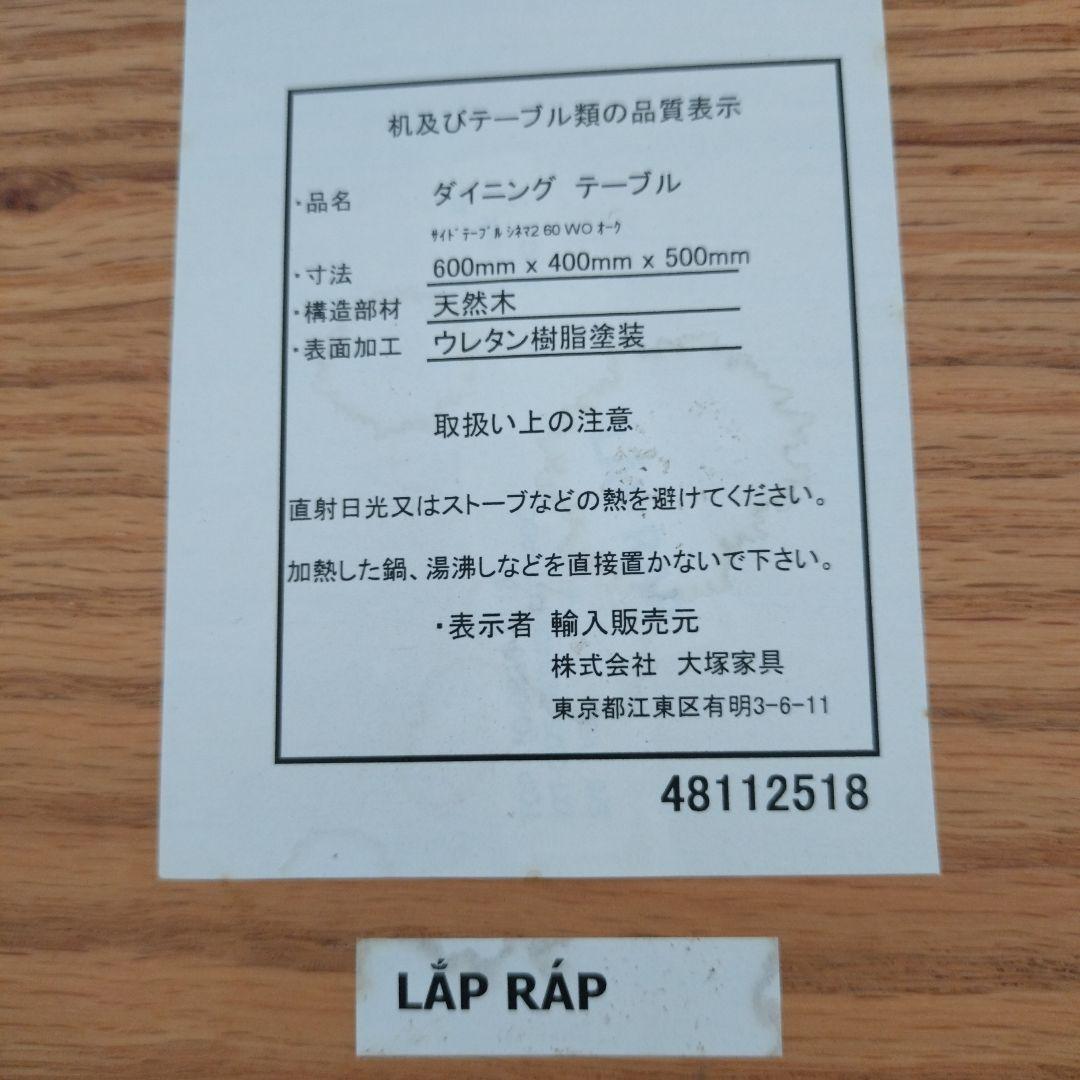 机及びテーブル類の品質表示
・品名 ダイニング テーブル
ｻｲﾄﾞﾃｰﾌﾞﾙ ｼﾈﾏ2 60 WO ｵｰｸ
・寸法 600mm x 400mm x 500mm
・構造部材 天然木
・表面加工 ウレタン樹脂塗装
取扱い上の注意
直射日光又はストーブなどの熱を避けてください。
加熱した鍋、湯沸しなどを直接置かないで下さい。
・表示者 輸入販売元
株式会社 大塚家具
東京都江東区有明3-6-11
48112518
LẮP RÁP